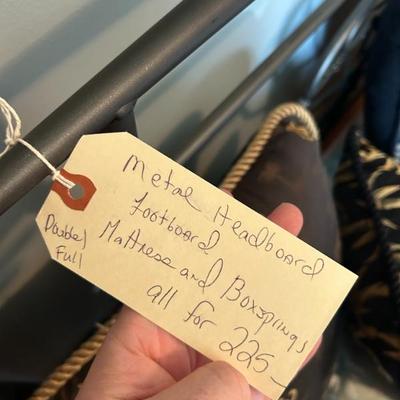 Metal Headboard
Footboard
Mattress and Boxsprings
all for 225-
Double/
Full